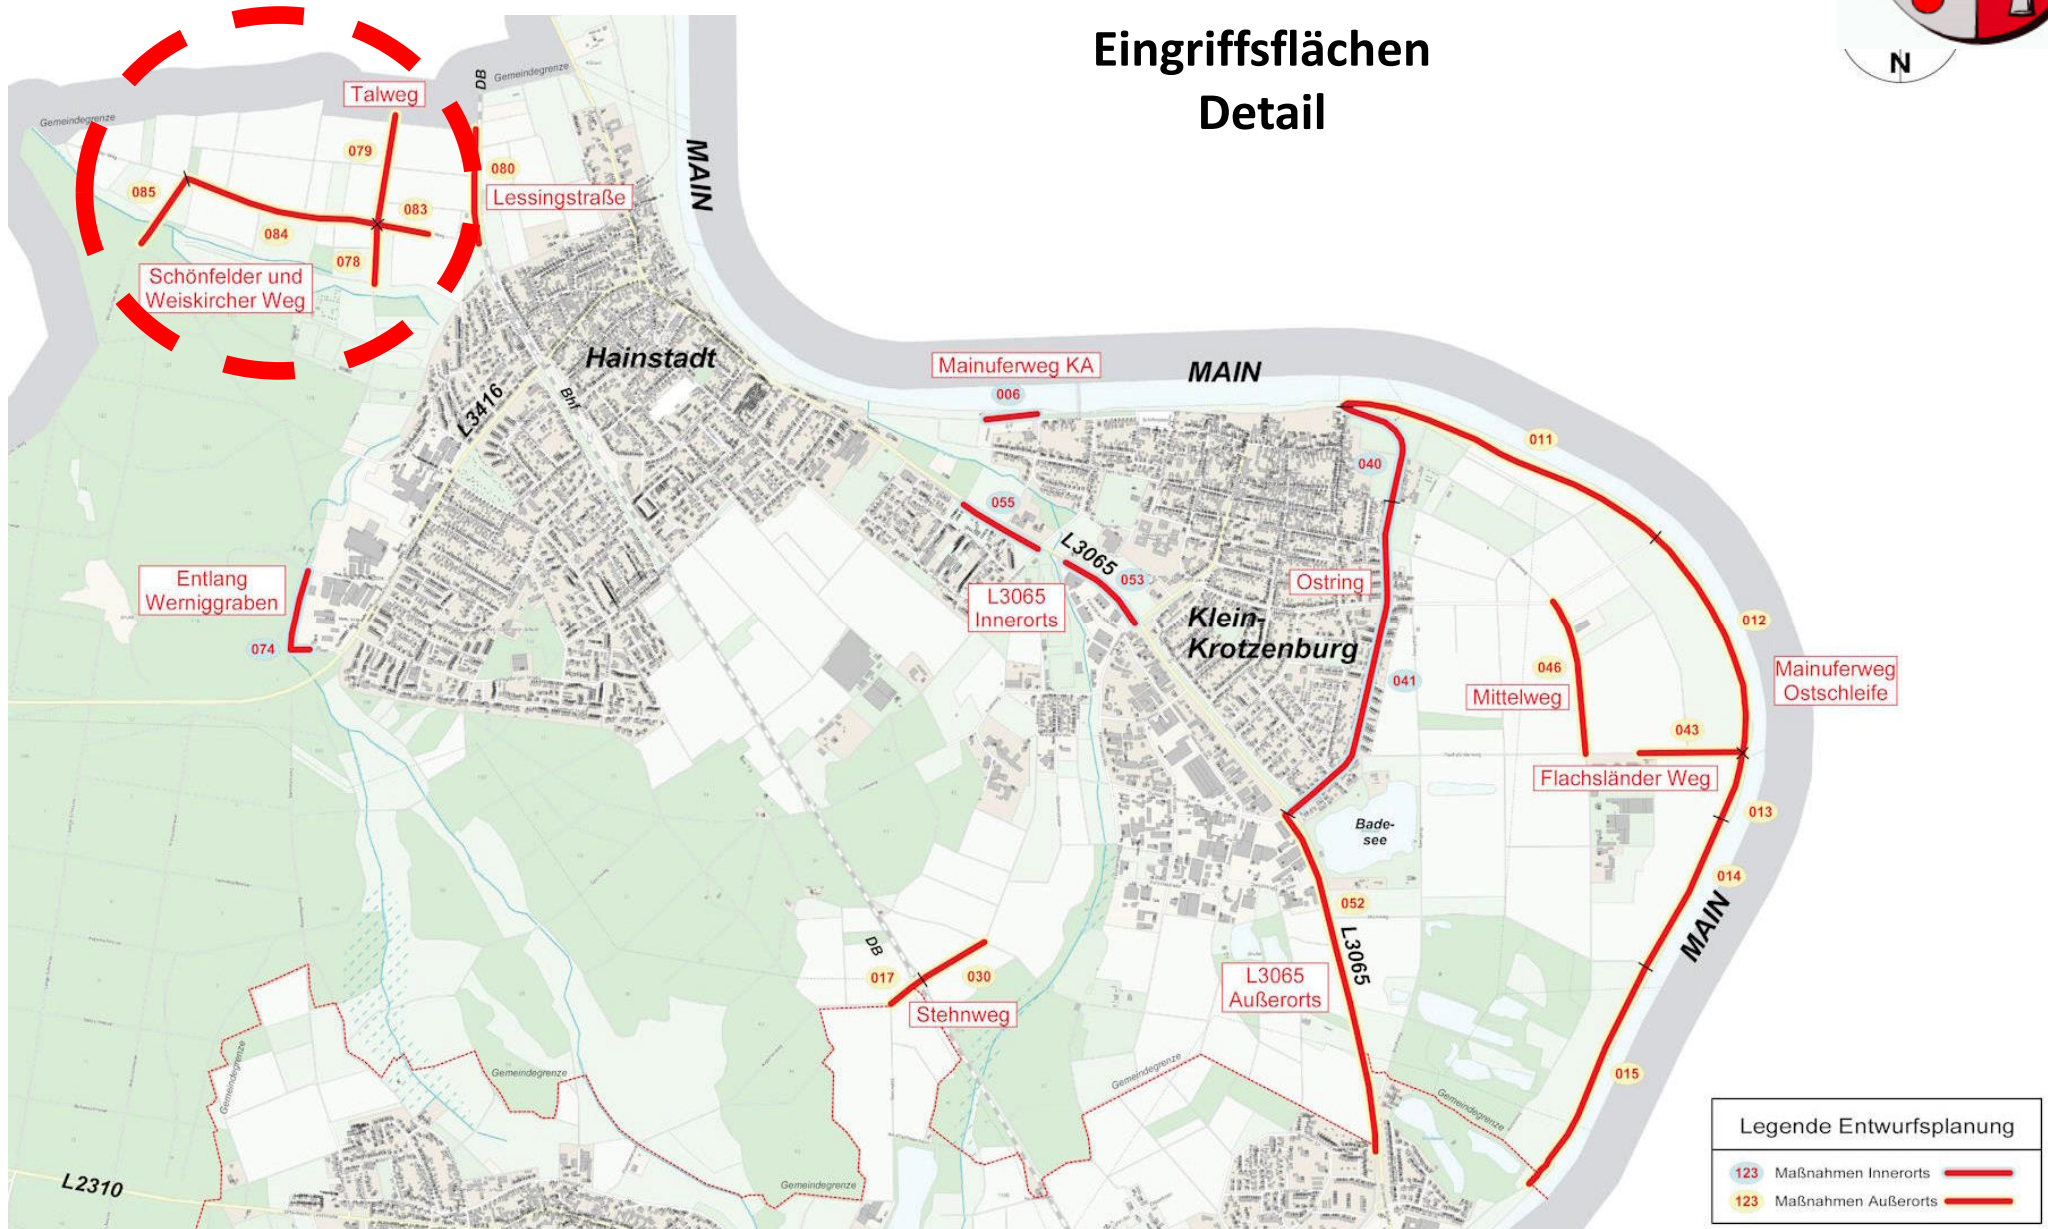 Eingriffsflächen
Detail
N
Gemeindegrenze
DB
Gemeindegrenze
Talweg
079
080
Lessingstraße
085
083
084
078
Schönfelder und
Weiskircher Weg
MAIN
Hainstadt
L3416
Bhf
Mainuferweg KA
006
MAIN
011
040
055
L3065
053
L3065
Innerorts
Ostring
Klein-
Krotzenburg
041
Entlang
Werniggraben
074
012
046
Mittelweg
Mainuferweg
Ostschleife
043
Flachsländer Weg
013
Bade-
see
014
MAIN
052
L3065
L3065
Außerorts
DB
017
030
Stehnweg
015
Gemeindegrenze
Gemeindegrenze
Gemeindegrenze
Gemeindegrenze
Gemeindegrenze
L2310
Legende Entwurfsplanung
123 Maßnahmen Innerorts
123 Maßnahmen Außerorts